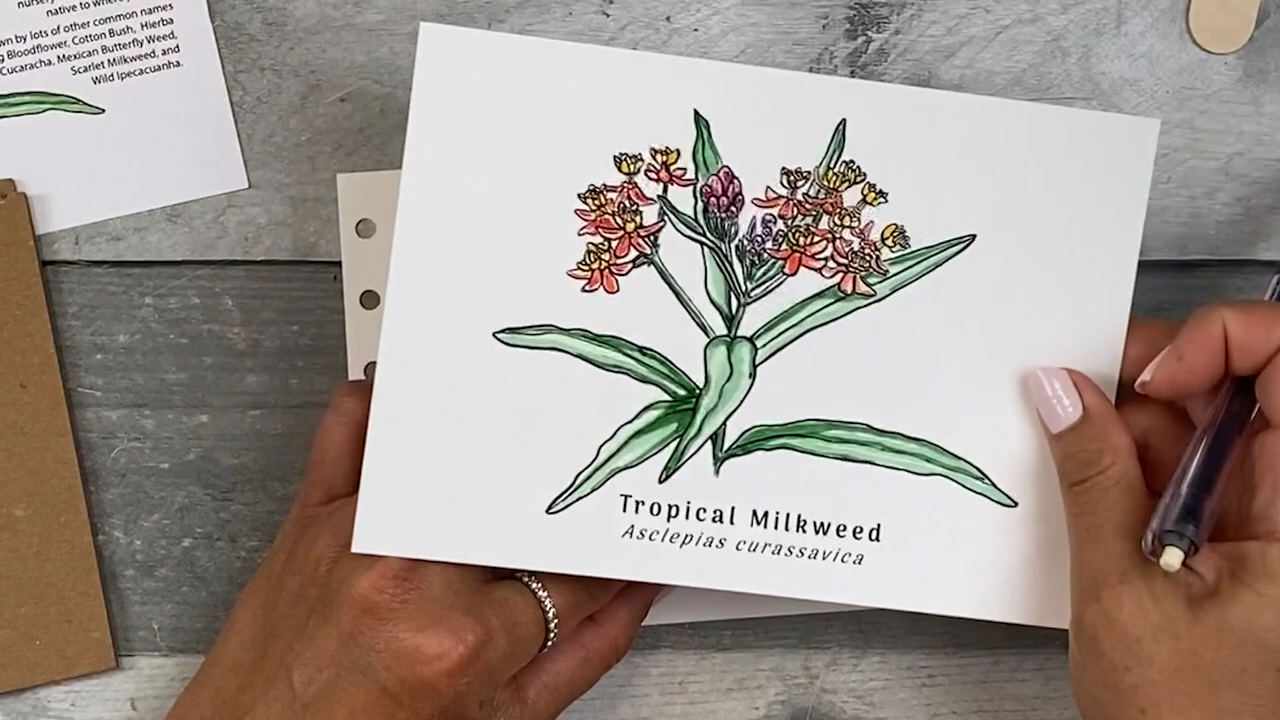 nursery
native to where y
wn by lots of other common names
g Bloodflower, Cotton Bush, Hierba
Cucaracha, Mexican Butterfly Weed,
Scarlet Milkweed, and
Wild Ipecacuanha.
Tropical Milkweed
Asclepias curassavica